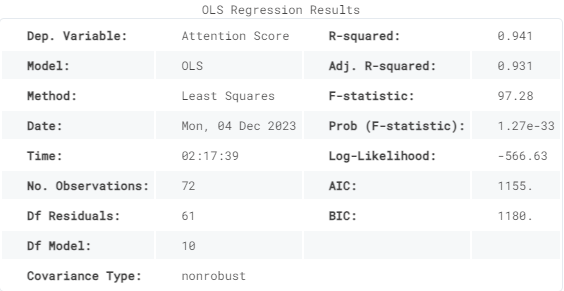 OLS Regression Results
Dep. Variable: Attention Score R-squared: 0.941
Model: OLS Adj. R-squared: 0.931
Method: Least Squares F-statistic: 97.28
Date: Mon, 04 Dec 2023 Prob (F-statistic): 1.27e-33
Time: 02:17:39 Log-Likelihood: -566.63
No. Observations: 72 AIC: 1155.
Df Residuals: 61 BIC: 1180.
Df Model: 10
Covariance Type: nonrobust